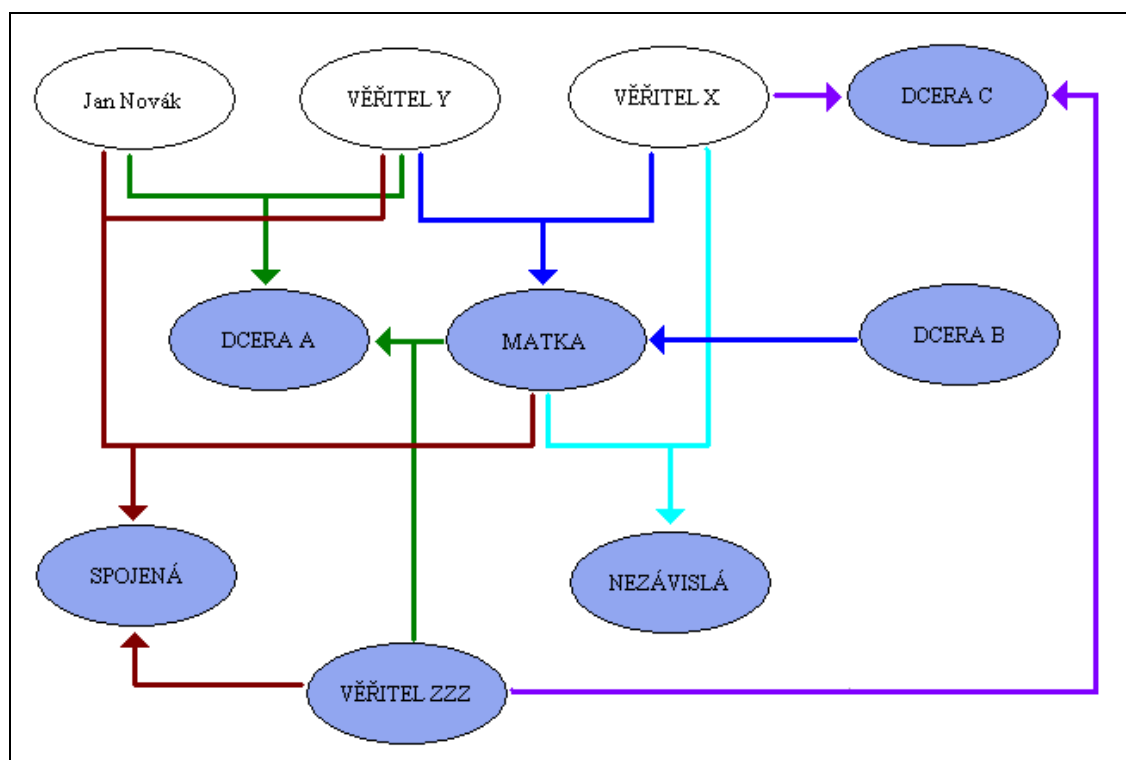 Jan Novák
VĚŘITEL Y
VĚŘITEL X
DCERA C
DCERA A
MATKA
DCERA B
SPOJENÁ
NEZÁVISLÁ
VĚŘITEL ZZZ